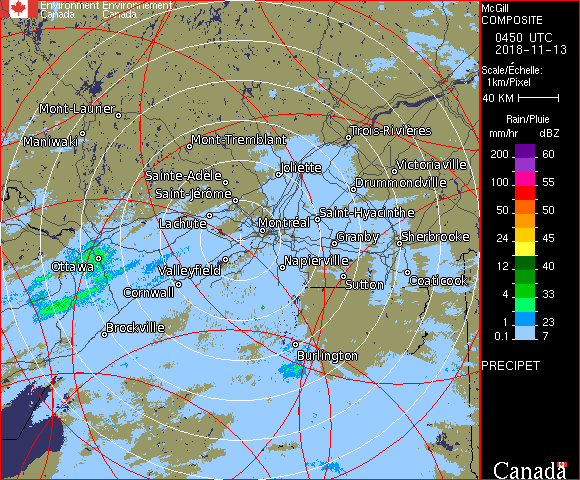 Environment Environnement
Canada Canada
McGill
COMPOSITE
0450 UTC
2018-11-13
Scale/Échelle:
1km/Pixel
40 KM
Rain/Pluie
mm/hr dBZ
200 60
150 57
100 55
50 50
24 45
12 40
4 33
1 23
0.1 7
PRECIPET
Canada
Mont-Laurier
Maniwaki
Mont-Tremblant
Trois-Rivières
Joliette
Victoriaville
Sainte-Adèle
Drummondville
Saint-Jérôme
Saint-Hyacinthe
Lachute
Montréal
Granby
Sherbrooke
Ottawa
Valleyfield
Napierville
Coaticook
Sutton
Cornwall
Brockville
Burlington